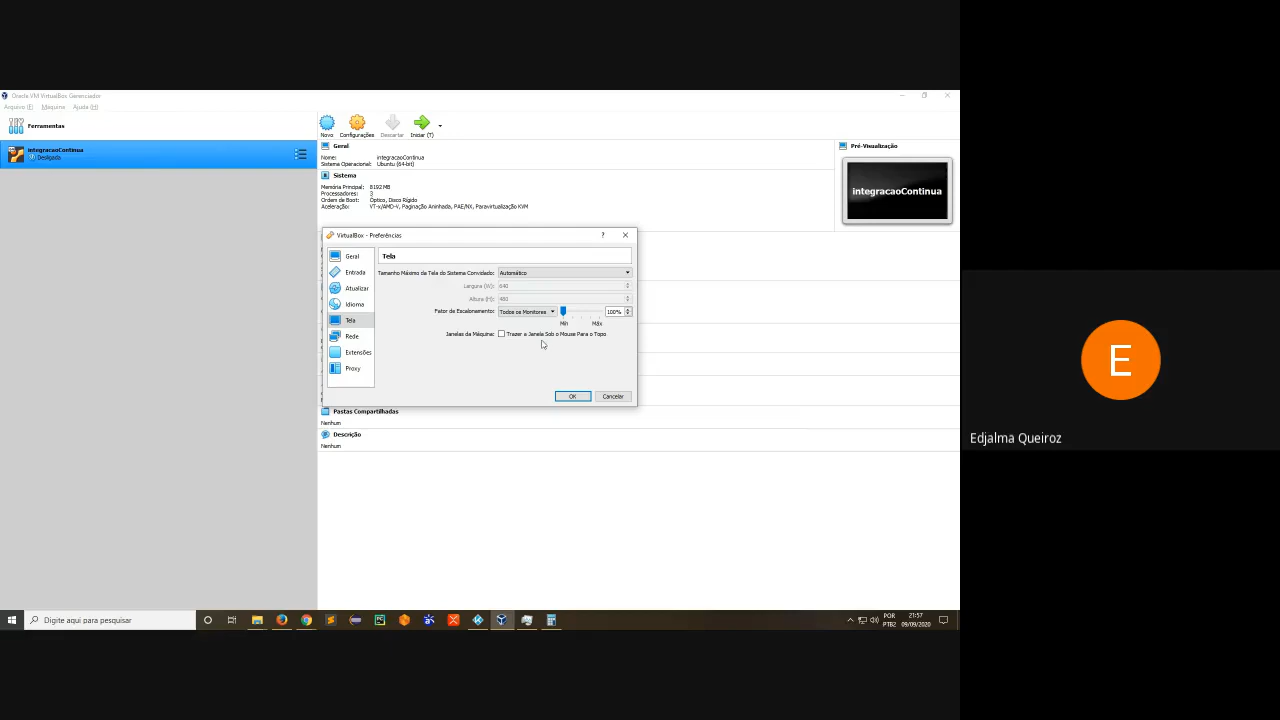 Oracle VM VirtualBox Gerenciador
Arquivo (F) Máquina Ajuda (H)
Ferramentas
integracaoContinua
Desligada
Novo Configurações Descartar Iniciar (T)
Geral
Nome: integracaoContinua
Sistema Operacional: Ubuntu (64-bit)
Sistema
Memória Principal: 8192 MB
Processadores: 3
Ordem de Boot: Óptico, Disco Rígido
Aceleração: VT-x/AMD-V, Paginação Aninhada, PAE/NX, Paravirtualização KVM
Pré-Visualização
integracaoContinua
VirtualBox - Preferências
?
Geral
Entrada
Atualizar
Idioma
Tela
Rede
Extensões
Proxy
Tela
Tamanho Máximo da Tela do Sistema Convidado: Automático
Largura (W): 640
Altura (H): 480
Fator de Escalonamento: Todos os Monitores 100%
Mín Máx
Janelas da Máquina: Trazer a Janela Sob o Mouse Para o Topo
OK Cancelar
Pastas Compartilhadas
Nenhum
Descrição
Nenhum
E
Edjalma Queiroz
Digite aqui para pesquisar
POR
PTB2
21:57
09/09/2020